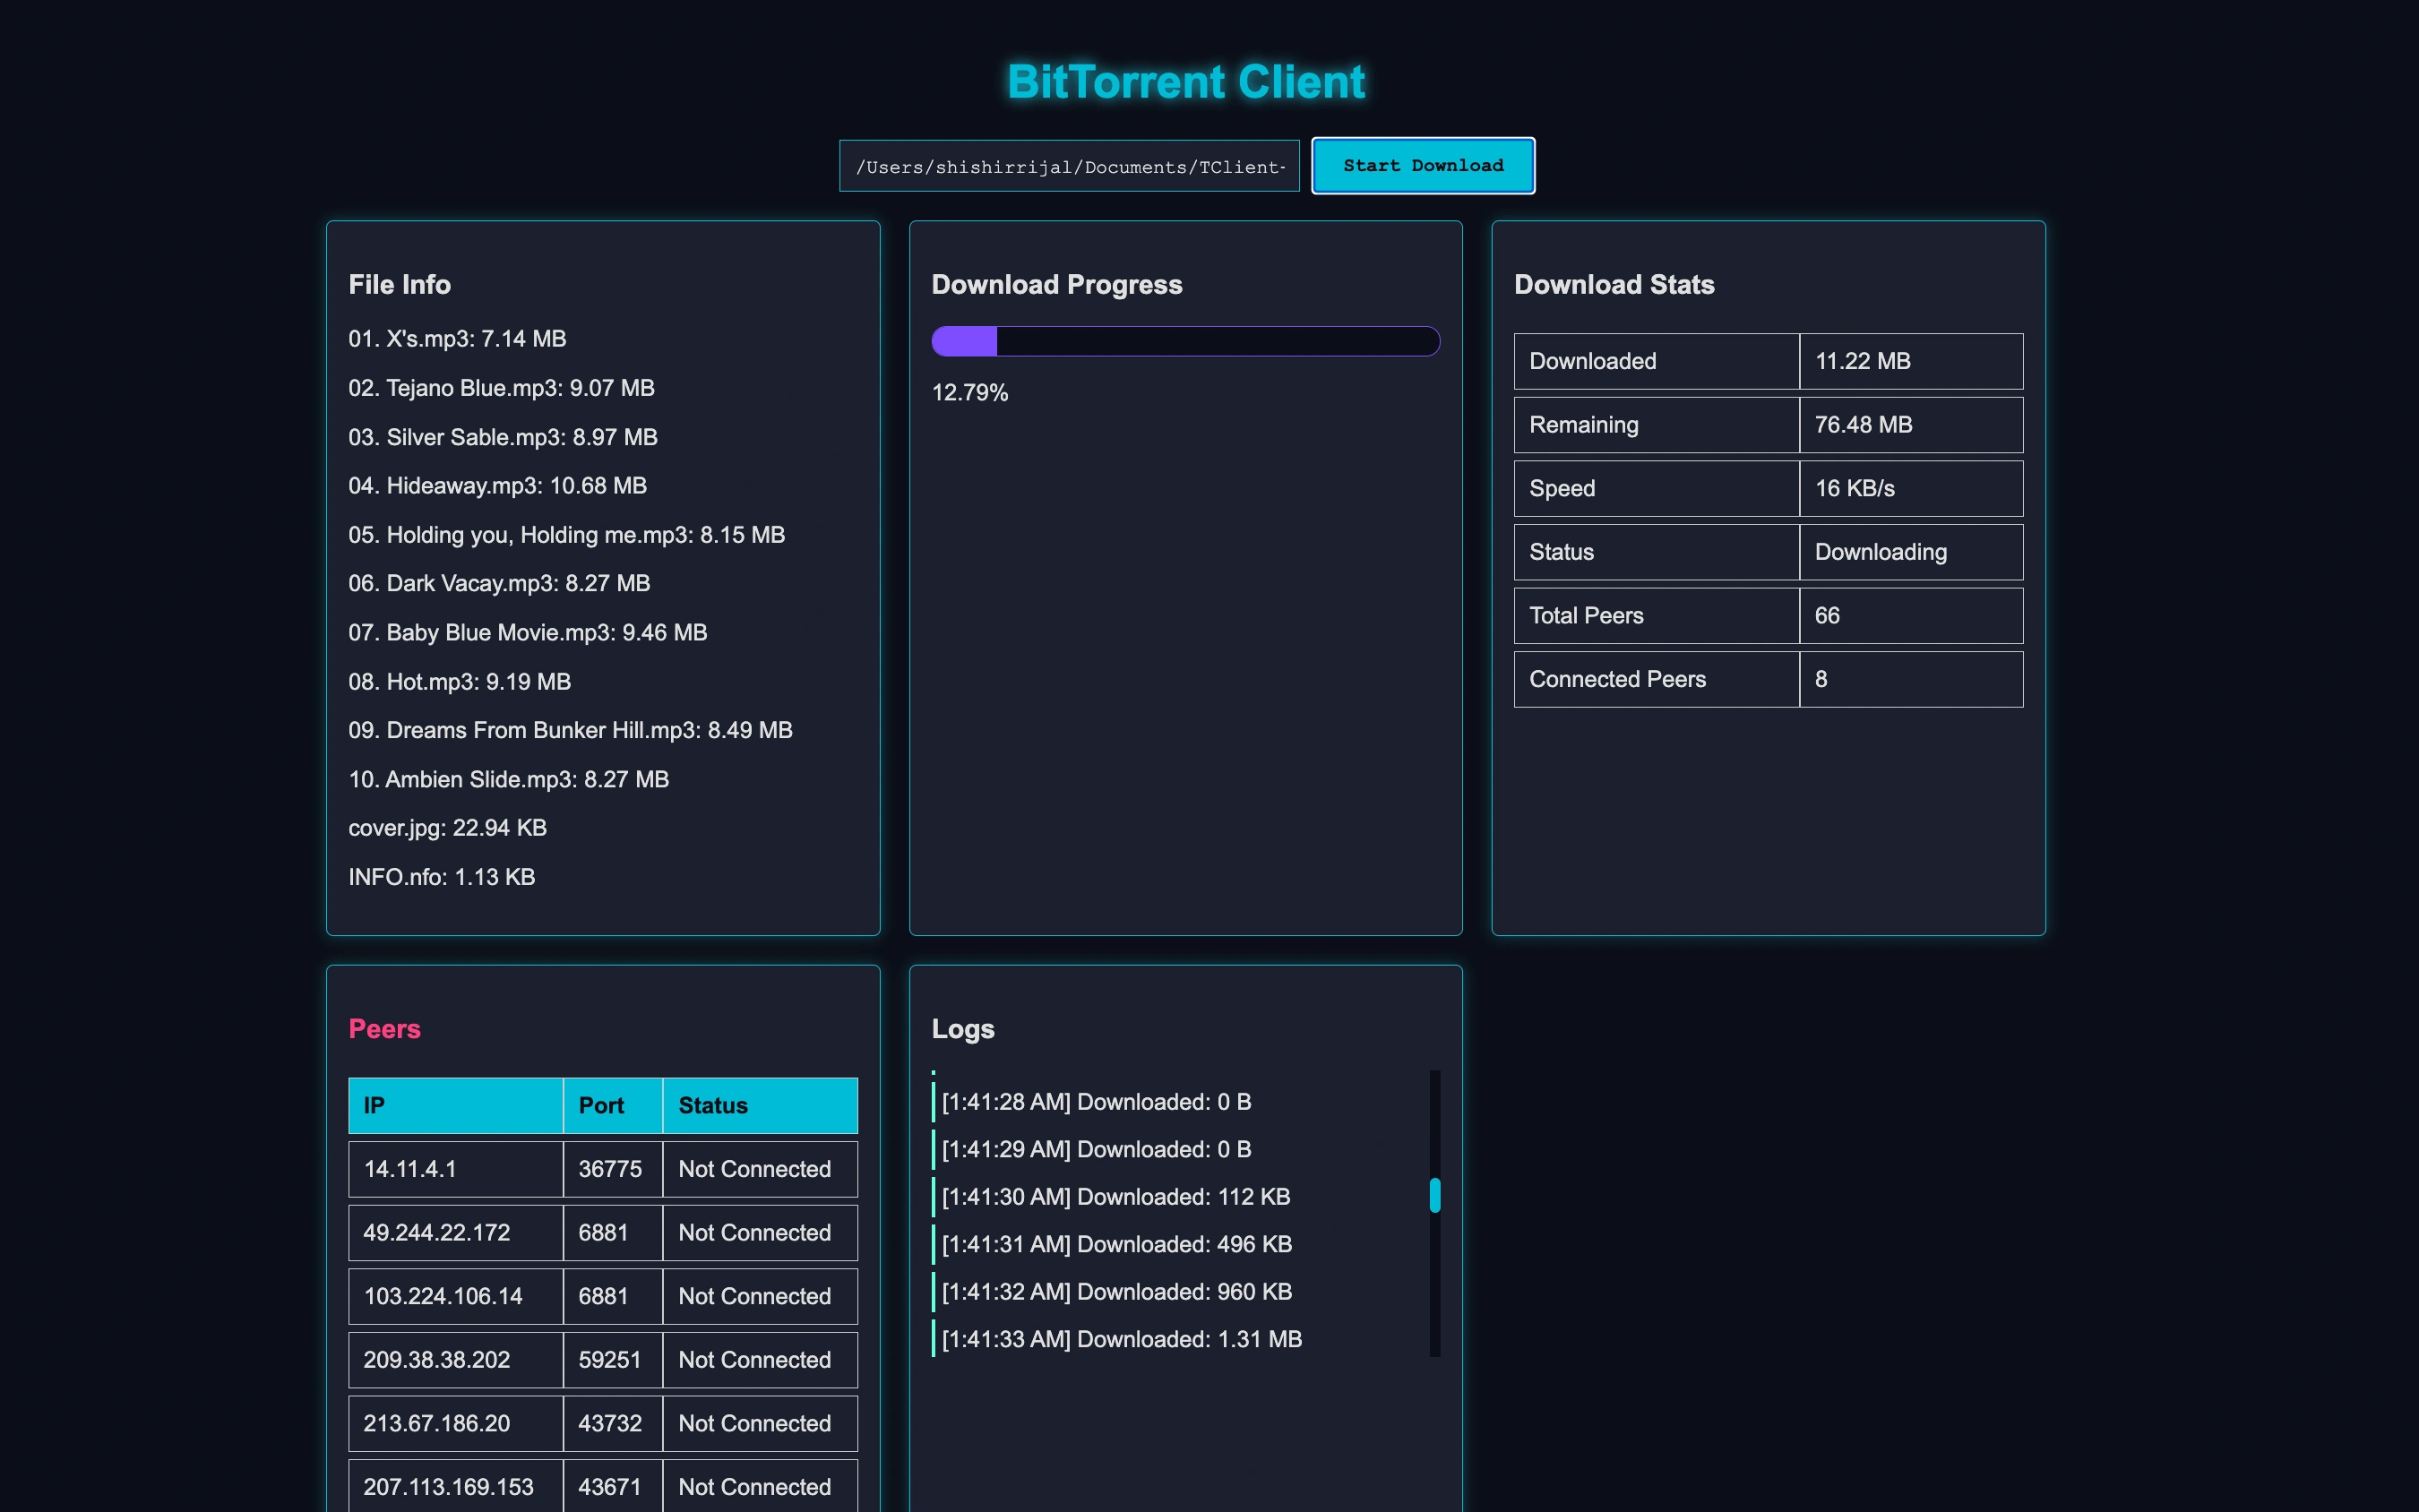 BitTorrent Client
/Users/shishirrijal/Documents/TClient-
Start Download
File Info
01. X's.mp3: 7.14 MB
02. Tejano Blue.mp3: 9.07 MB
03. Silver Sable.mp3: 8.97 MB
04. Hideaway.mp3: 10.68 MB
05. Holding you, Holding me.mp3: 8.15 MB
06. Dark Vacay.mp3: 8.27 MB
07. Baby Blue Movie.mp3: 9.46 MB
08. Hot.mp3: 9.19 MB
09. Dreams From Bunker Hill.mp3: 8.49 MB
10. Ambien Slide.mp3: 8.27 MB
cover.jpg: 22.94 KB
INFO.nfo: 1.13 KB
Download Progress
12.79%
Download Stats
Downloaded 11.22 MB
Remaining 76.48 MB
Speed 16 KB/s
Status Downloading
Total Peers 66
Connected Peers 8
Peers
IP Port Status
14.11.4.1 36775 Not Connected
49.244.22.172 6881 Not Connected
103.224.106.14 6881 Not Connected
209.38.38.202 59251 Not Connected
213.67.186.20 43732 Not Connected
207.113.169.153 43671 Not Connected
Logs
[1:41:28 AM] Downloaded: 0 B
[1:41:29 AM] Downloaded: 0 B
[1:41:30 AM] Downloaded: 112 KB
[1:41:31 AM] Downloaded: 496 KB
[1:41:32 AM] Downloaded: 960 KB
[1:41:33 AM] Downloaded: 1.31 MB